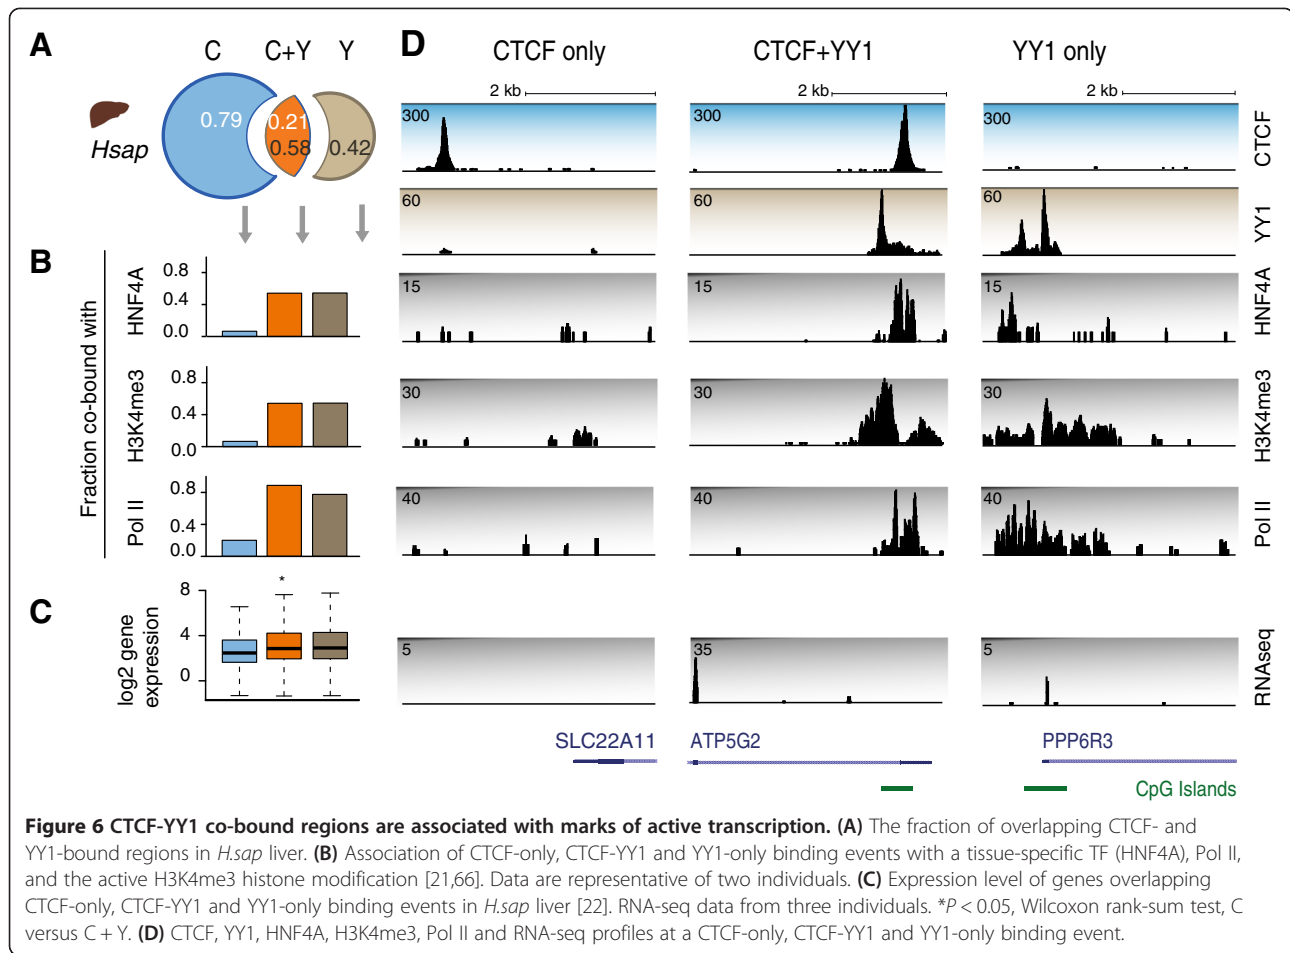 A
C C+Y Y
0.79
0.21
0.58
0.42
Hsap
B
Fraction co-bound with
HNF4A
0.8
0.4
0.0
H3K4me3
0.8
0.4
0.0
Pol II
0.8
0.4
0.0
C
log2 gene
expression
8
4
0
*
D
CTCF only CTCF+YY1 YY1 only
2 kb 2 kb 2 kb
300 300 300 CTCF
60 60 60 YY1
15 15 15 HNF4A
30 30 30 H3K4me3
40 40 40 Pol II
5 35 5 RNAseq
SLC22A11 ATP5G2 PPP6R3
CpG Islands
Figure 6 CTCF-YY1 co-bound regions are associated with marks of active transcription. (A) The fraction of overlapping CTCF- and
YY1-bound regions in H.sap liver. (B) Association of CTCF-only, CTCF-YY1 and YY1-only binding events with a tissue-specific TF (HNF4A), Pol II,
and the active H3K4me3 histone modification [21,66]. Data are representative of two individuals. (C) Expression level of genes overlapping
CTCF-only, CTCF-YY1 and YY1-only binding events in H.sap liver [22]. RNA-seq data from three individuals. *P < 0.05, Wilcoxon rank-sum test, C
versus C + Y. (D) CTCF, YY1, HNF4A, H3K4me3, Pol II and RNA-seq profiles at a CTCF-only, CTCF-YY1 and YY1-only binding event.